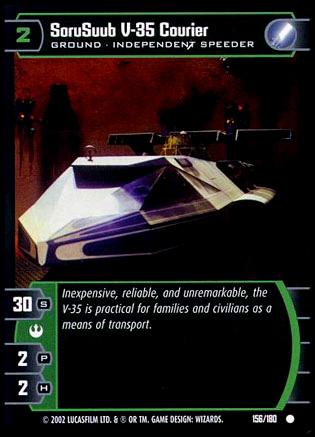 2
SoruSuub V-35 Courier
GROUND · INDEPENDENT SPEEDER
30 S
Inexpensive, reliable, and unremarkable, the
V-35 is practical for families and civilians as a
means of transport.
2 P
2 H
© 2002 LUCASFILM LTD. & ® OR TM. GAME DESIGN: WIZARDS. 156/180